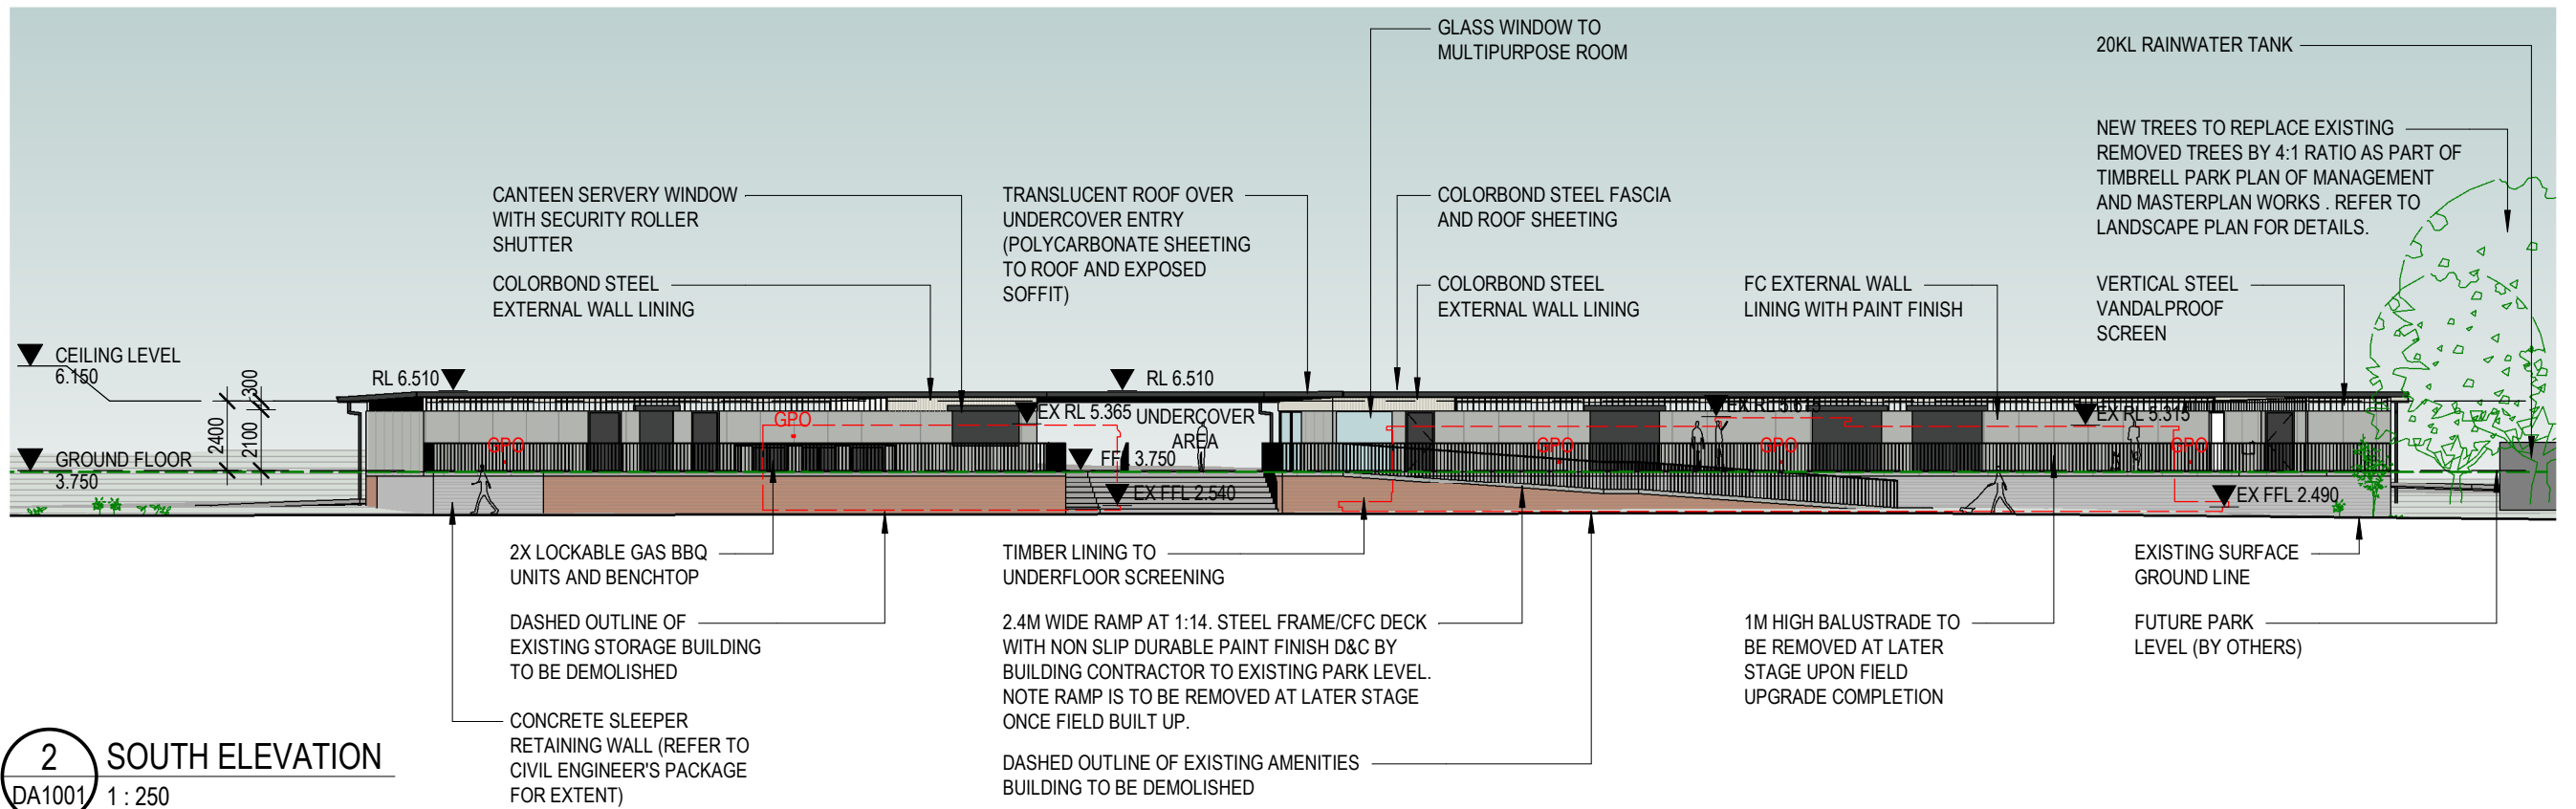 GLASS WINDOW TO
MULTIPURPOSE ROOM
20KL RAINWATER TANK
NEW TREES TO REPLACE EXISTING
REMOVED TREES BY 4:1 RATIO AS PART OF
TIMBRELL PARK PLAN OF MANAGEMENT
AND MASTERPLAN WORKS . REFER TO
LANDSCAPE PLAN FOR DETAILS.
CANTEEN SERVERY WINDOW
WITH SECURITY ROLLER
SHUTTER
TRANSLUCENT ROOF OVER
UNDERCOVER ENTRY
(POLYCARBONATE SHEETING
TO ROOF AND EXPOSED
SOFFIT)
COLORBOND STEEL FASCIA
AND ROOF SHEETING
COLORBOND STEEL
EXTERNAL WALL LINING
COLORBOND STEEL
EXTERNAL WALL LINING
FC EXTERNAL WALL
LINING WITH PAINT FINISH
VERTICAL STEEL
VANDALPROOF
SCREEN
CEILING LEVEL
6.150
2400
2100
300
RL 6.510
RL 6.510
GPO
GPO
EX RL 5.365
UNDERCOVER
AREA
EX RL 5.615
EX RL 5.315
GPO
GPO
GPO
GROUND FLOOR
3.750
FFL 3.750
EX FFL 2.540
EX FFL 2.490
2X LOCKABLE GAS BBQ
UNITS AND BENCHTOP
TIMBER LINING TO
UNDERFLOOR SCREENING
EXISTING SURFACE
GROUND LINE
DASHED OUTLINE OF
EXISTING STORAGE BUILDING
TO BE DEMOLISHED
2.4M WIDE RAMP AT 1:14. STEEL FRAME/CFC DECK
WITH NON SLIP DURABLE PAINT FINISH D&C BY
BUILDING CONTRACTOR TO EXISTING PARK LEVEL.
NOTE RAMP IS TO BE REMOVED AT LATER STAGE
ONCE FIELD BUILT UP.
1M HIGH BALUSTRADE TO
BE REMOVED AT LATER
STAGE UPON FIELD
UPGRADE COMPLETION
FUTURE PARK
LEVEL (BY OTHERS)
CONCRETE SLEEPER
RETAINING WALL (REFER TO
CIVIL ENGINEER'S PACKAGE
FOR EXTENT)
DASHED OUTLINE OF EXISTING AMENITIES
BUILDING TO BE DEMOLISHED
2
DA1001
SOUTH ELEVATION
1 : 250